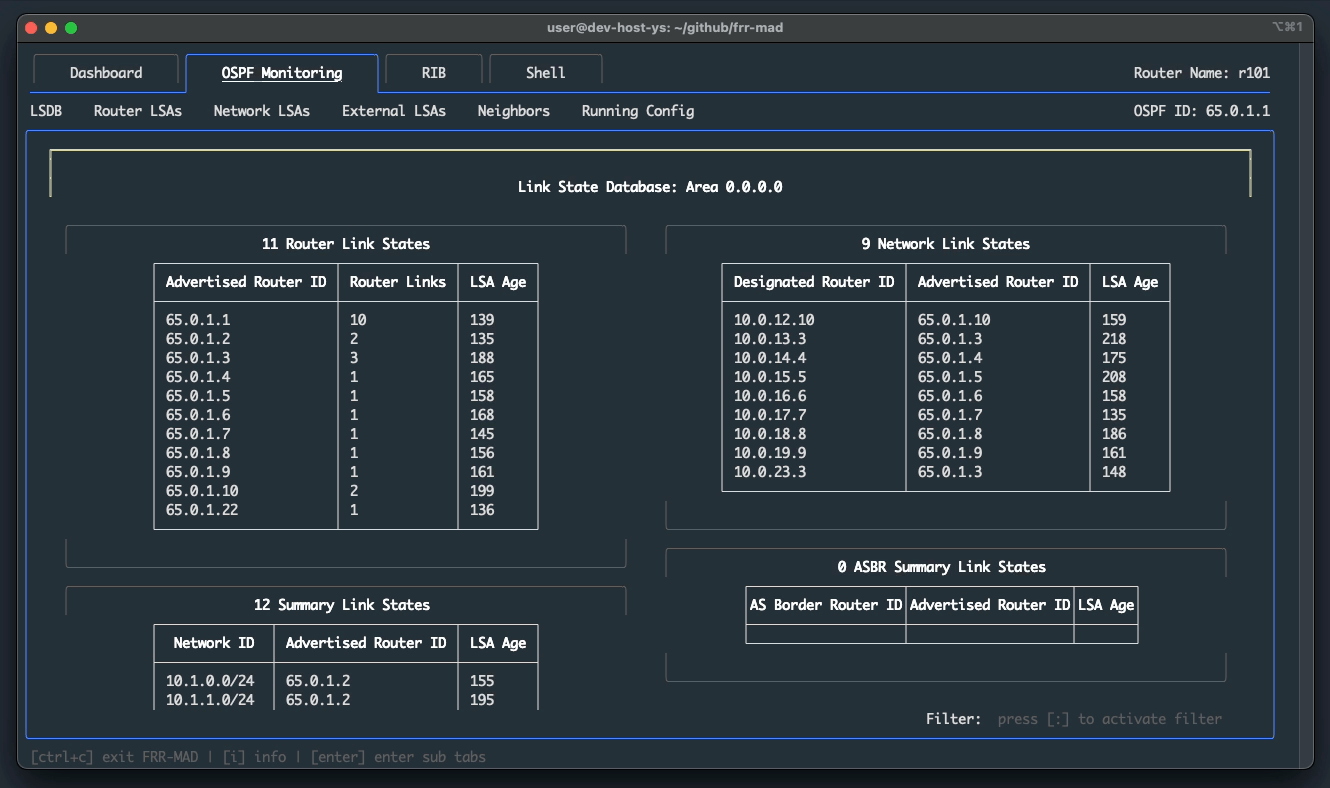 user@dev-host-ys: ~/github/frr-mad
⌥⌘1
Dashboard OSPF Monitoring RIB Shell Router Name: r101
LSDB Router LSAs Network LSAs External LSAs Neighbors Running Config OSPF ID: 65.0.1.1
Link State Database: Area 0.0.0.0
11 Router Link States
Advertised Router ID Router Links LSA Age
65.0.1.1 10 139
65.0.1.2 2 135
65.0.1.3 3 188
65.0.1.4 1 165
65.0.1.5 1 158
65.0.1.6 1 168
65.0.1.7 1 145
65.0.1.8 1 156
65.0.1.9 1 161
65.0.1.10 2 199
65.0.1.22 1 136
12 Summary Link States
Network ID Advertised Router ID LSA Age
10.1.0.0/24 65.0.1.2 155
10.1.1.0/24 65.0.1.2 195
9 Network Link States
Designated Router ID Advertised Router ID LSA Age
10.0.12.10 65.0.1.10 159
10.0.13.3 65.0.1.3 218
10.0.14.4 65.0.1.4 175
10.0.15.5 65.0.1.5 208
10.0.16.6 65.0.1.6 158
10.0.17.7 65.0.1.7 135
10.0.18.8 65.0.1.8 186
10.0.19.9 65.0.1.9 161
10.0.23.3 65.0.1.3 148
0 ASBR Summary Link States
AS Border Router ID Advertised Router ID LSA Age
Filter: press [:] to activate filter
[ctrl+c] exit FRR-MAD | [i] info | [enter] enter sub tabs